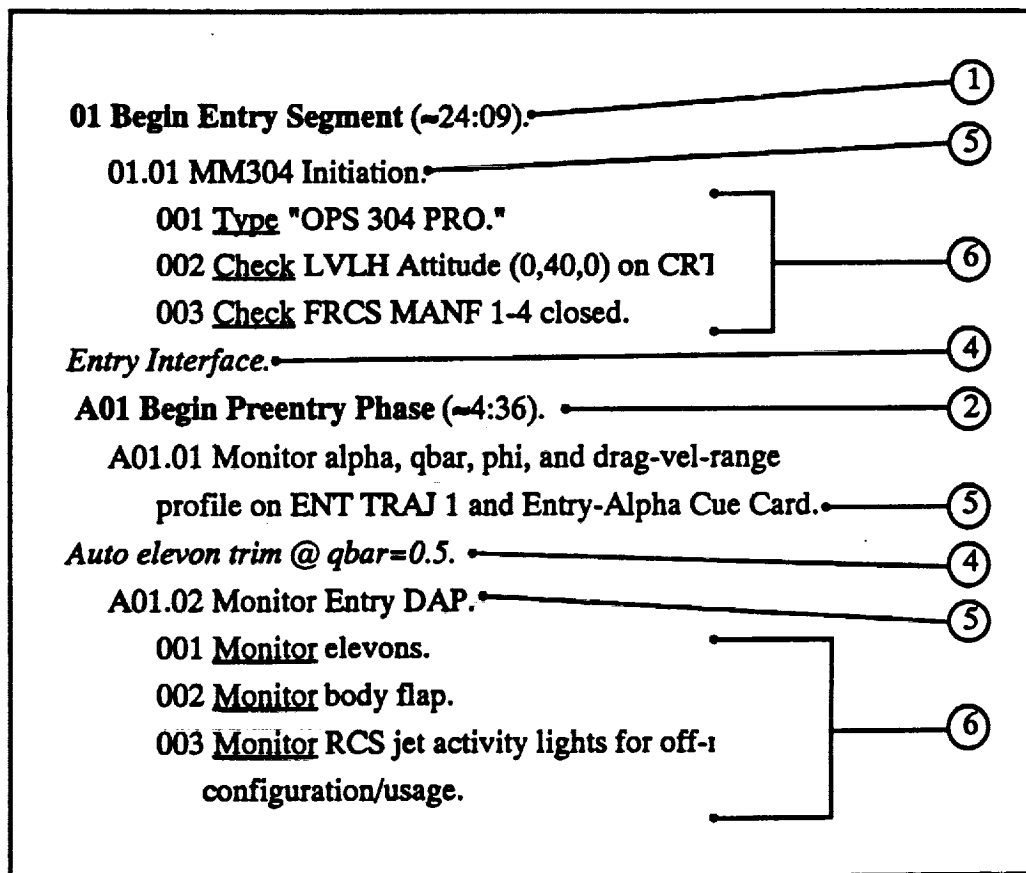 01 Begin Entry Segment (~24:09). 1
01.01 MM304 Initiation. 5
001 Type "OPS 304 PRO."
002 Check LVLH Attitude (0,40,0) on CRT 6
003 Check FRCS MANF 1-4 closed.
Entry Interface. 4
A01 Begin Preentry Phase (~4:36). 2
A01.01 Monitor alpha, qbar, phi, and drag-vel-range
profile on ENT TRAJ 1 and Entry-Alpha Cue Card. 5
Auto elevon trim @ qbar=0.5. 4
A01.02 Monitor Entry DAP. 5
001 Monitor elevons.
002 Monitor body flap. 6
003 Monitor RCS jet activity lights for
configuration/usage.